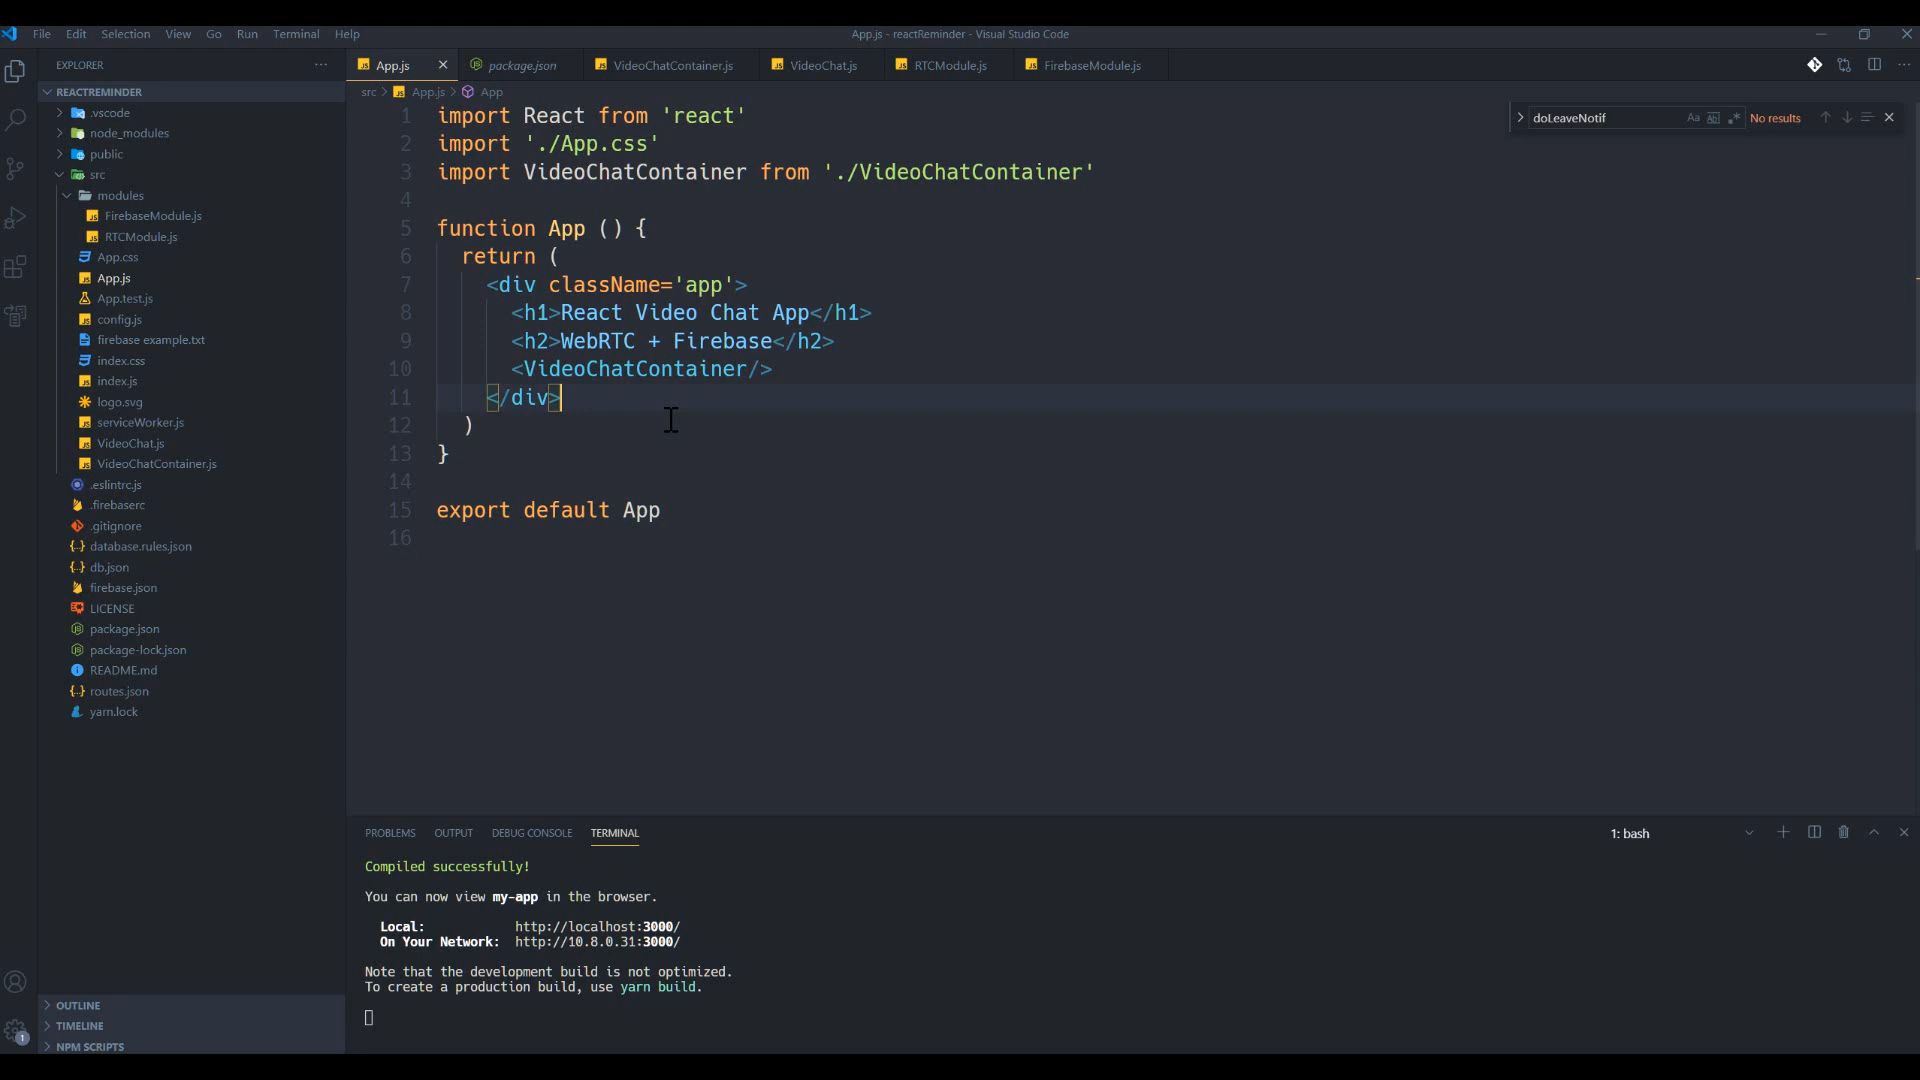 File Edit Selection View Go Run Terminal Help
App.js - reactReminder - Visual Studio Code
EXPLORER
REACTREMINDER
.vscode
node_modules
public
src
modules
FirebaseModule.js
RTCModule.js
App.css
App.js
App.test.js
config.js
firebase example.txt
index.css
index.js
logo.svg
serviceWorker.js
VideoChat.js
VideoChatContainer.js
.eslintrc.js
.firebaserc
.gitignore
database.rules.json
db.json
firebase.json
LICENSE
package.json
package-lock.json
README.md
routes.json
yarn.lock
OUTLINE
TIMELINE
NPM SCRIPTS
1
App.js package.json VideoChatContainer.js VideoChat.js RTCModule.js FirebaseModule.js
src > App.js > App
doLeaveNotif Aa Ab| .* No results
1 import React from 'react'
2 import './App.css'
3 import VideoChatContainer from './VideoChatContainer'
4
5 function App () {
6 return (
7 <div className='app'>
8 <h1>React Video Chat App</h1>
9 <h2>WebRTC + Firebase</h2>
10 <VideoChatContainer/>
11 </div>
12 )
13 }
14
15 export default App
16
PROBLEMS OUTPUT DEBUG CONSOLE TERMINAL
1: bash
Compiled successfully!
You can now view my-app in the browser.
Local: http://localhost:3000/
On Your Network: http://10.8.0.31:3000/
Note that the development build is not optimized.
To create a production build, use yarn build.